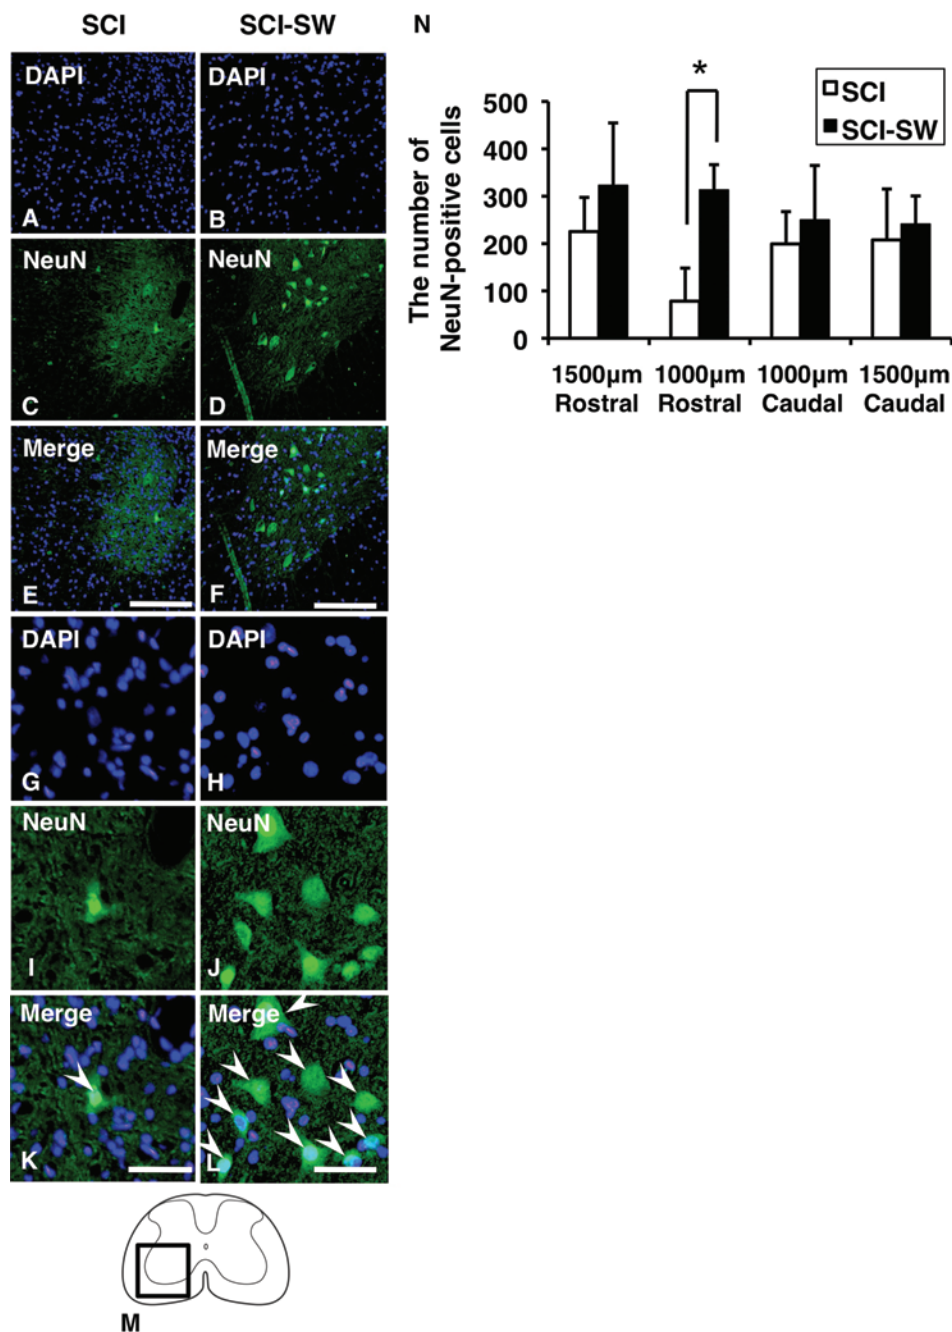 SCI
SCI-SW
DAPI
A
DAPI
B
NeuN
C
NeuN
D
Merge
E
Merge
F
DAPI
G
DAPI
H
NeuN
I
NeuN
J
Merge
K
Merge
L
M
N
*
SCI
SCI-SW
The number of
NeuN-positive cells
500
400
300
200
100
0
1500µm
Rostral
1000µm
Rostral
1000µm
Caudal
1500µm
Caudal